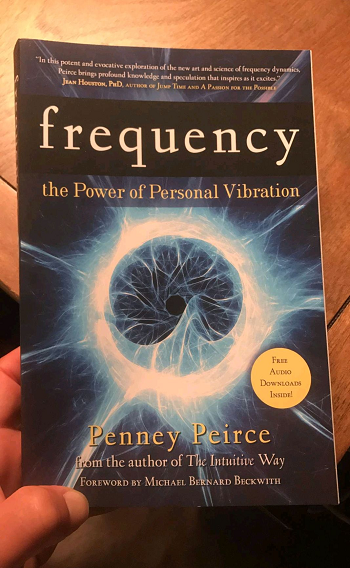 "In this potent and evocative exploration of the new art and science of frequency dynamics,
Peirce brings profound knowledge and speculation that inspires as it excites."
Jean Houston, PhD, author of Jump Time and A Passion for the Possible
frequency
the Power of Personal Vibration
Free
Audio
Downloads
Inside!
Penney Peirce
from the author of The Intuitive Way
Foreword by Michael Bernard Beckwith